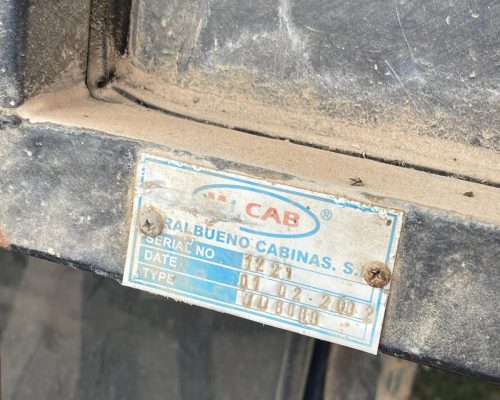 CAB ®
RALBUENO CABINAS, S.
SERIAL NO 1221
DATE 01 02-2002
TYPE